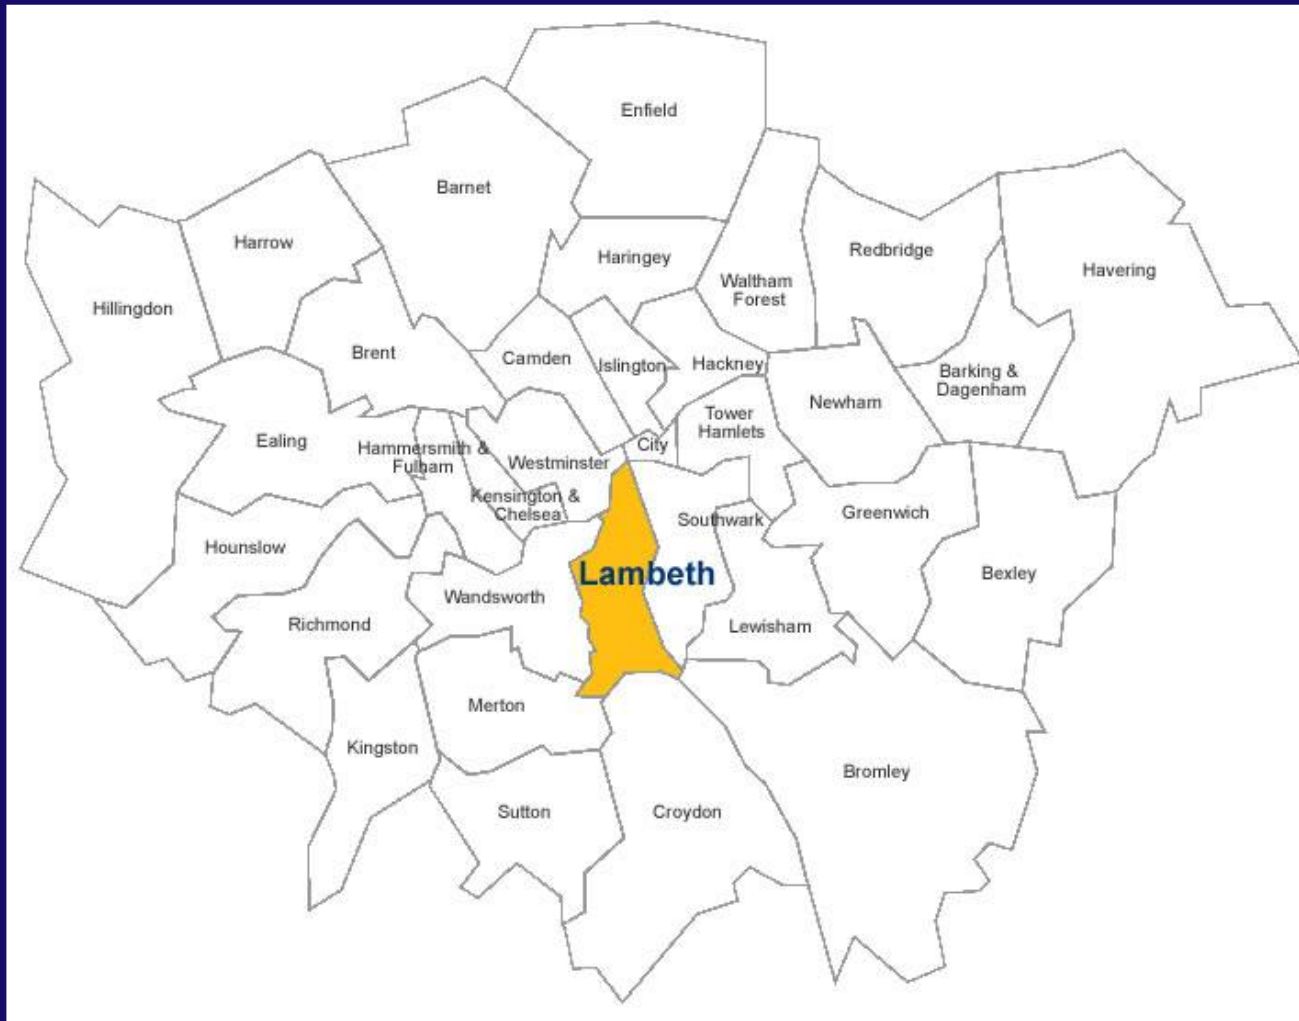 Enfield
Barnet
Harrow
Haringey
Redbridge
Havering
Hillingdon
Waltham
Forest
Brent
Camden
Islington
Hackney
Barking &
Dagenham
Newham
Tower
Hamlets
Ealing
Hammersmith &
Fulham
City
Westminster
Kensington &
Chelsea
Southwark
Greenwich
Hounslow
Lambeth
Bexley
Wandsworth
Richmond
Lewisham
Merton
Kingston
Bromley
Sutton
Croydon